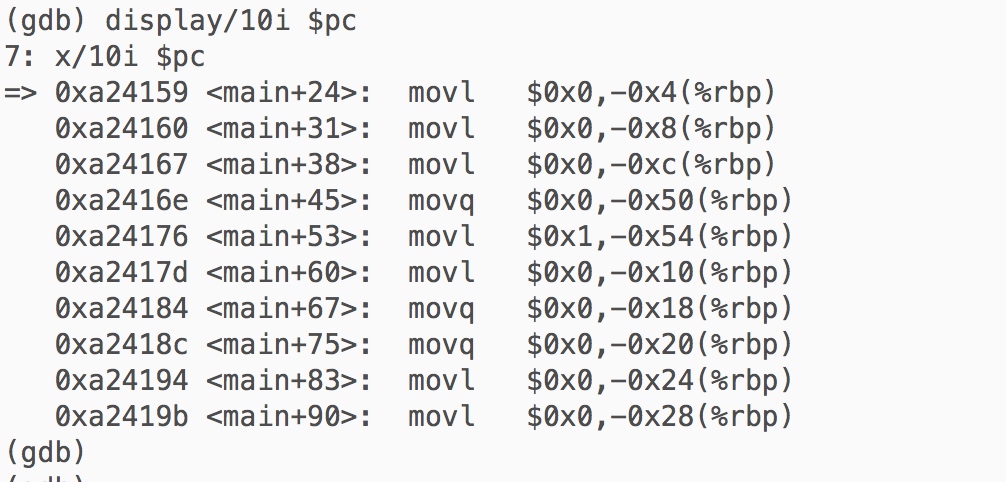 (gdb) display/10i $pc
7: x/10i $pc
=> 0xa24159 <main+24>:  movl   $0x0,-0x4(%rbp)
   0xa24160 <main+31>:  movl   $0x0,-0x8(%rbp)
   0xa24167 <main+38>:  movl   $0x0,-0xc(%rbp)
   0xa2416e <main+45>:  movq   $0x0,-0x50(%rbp)
   0xa24176 <main+53>:  movl   $0x1,-0x54(%rbp)
   0xa2417d <main+60>:  movl   $0x0,-0x10(%rbp)
   0xa24184 <main+67>:  movq   $0x0,-0x18(%rbp)
   0xa2418c <main+75>:  movq   $0x0,-0x20(%rbp)
   0xa24194 <main+83>:  movl   $0x0,-0x24(%rbp)
   0xa2419b <main+90>:  movl   $0x0,-0x28(%rbp)
(gdb)